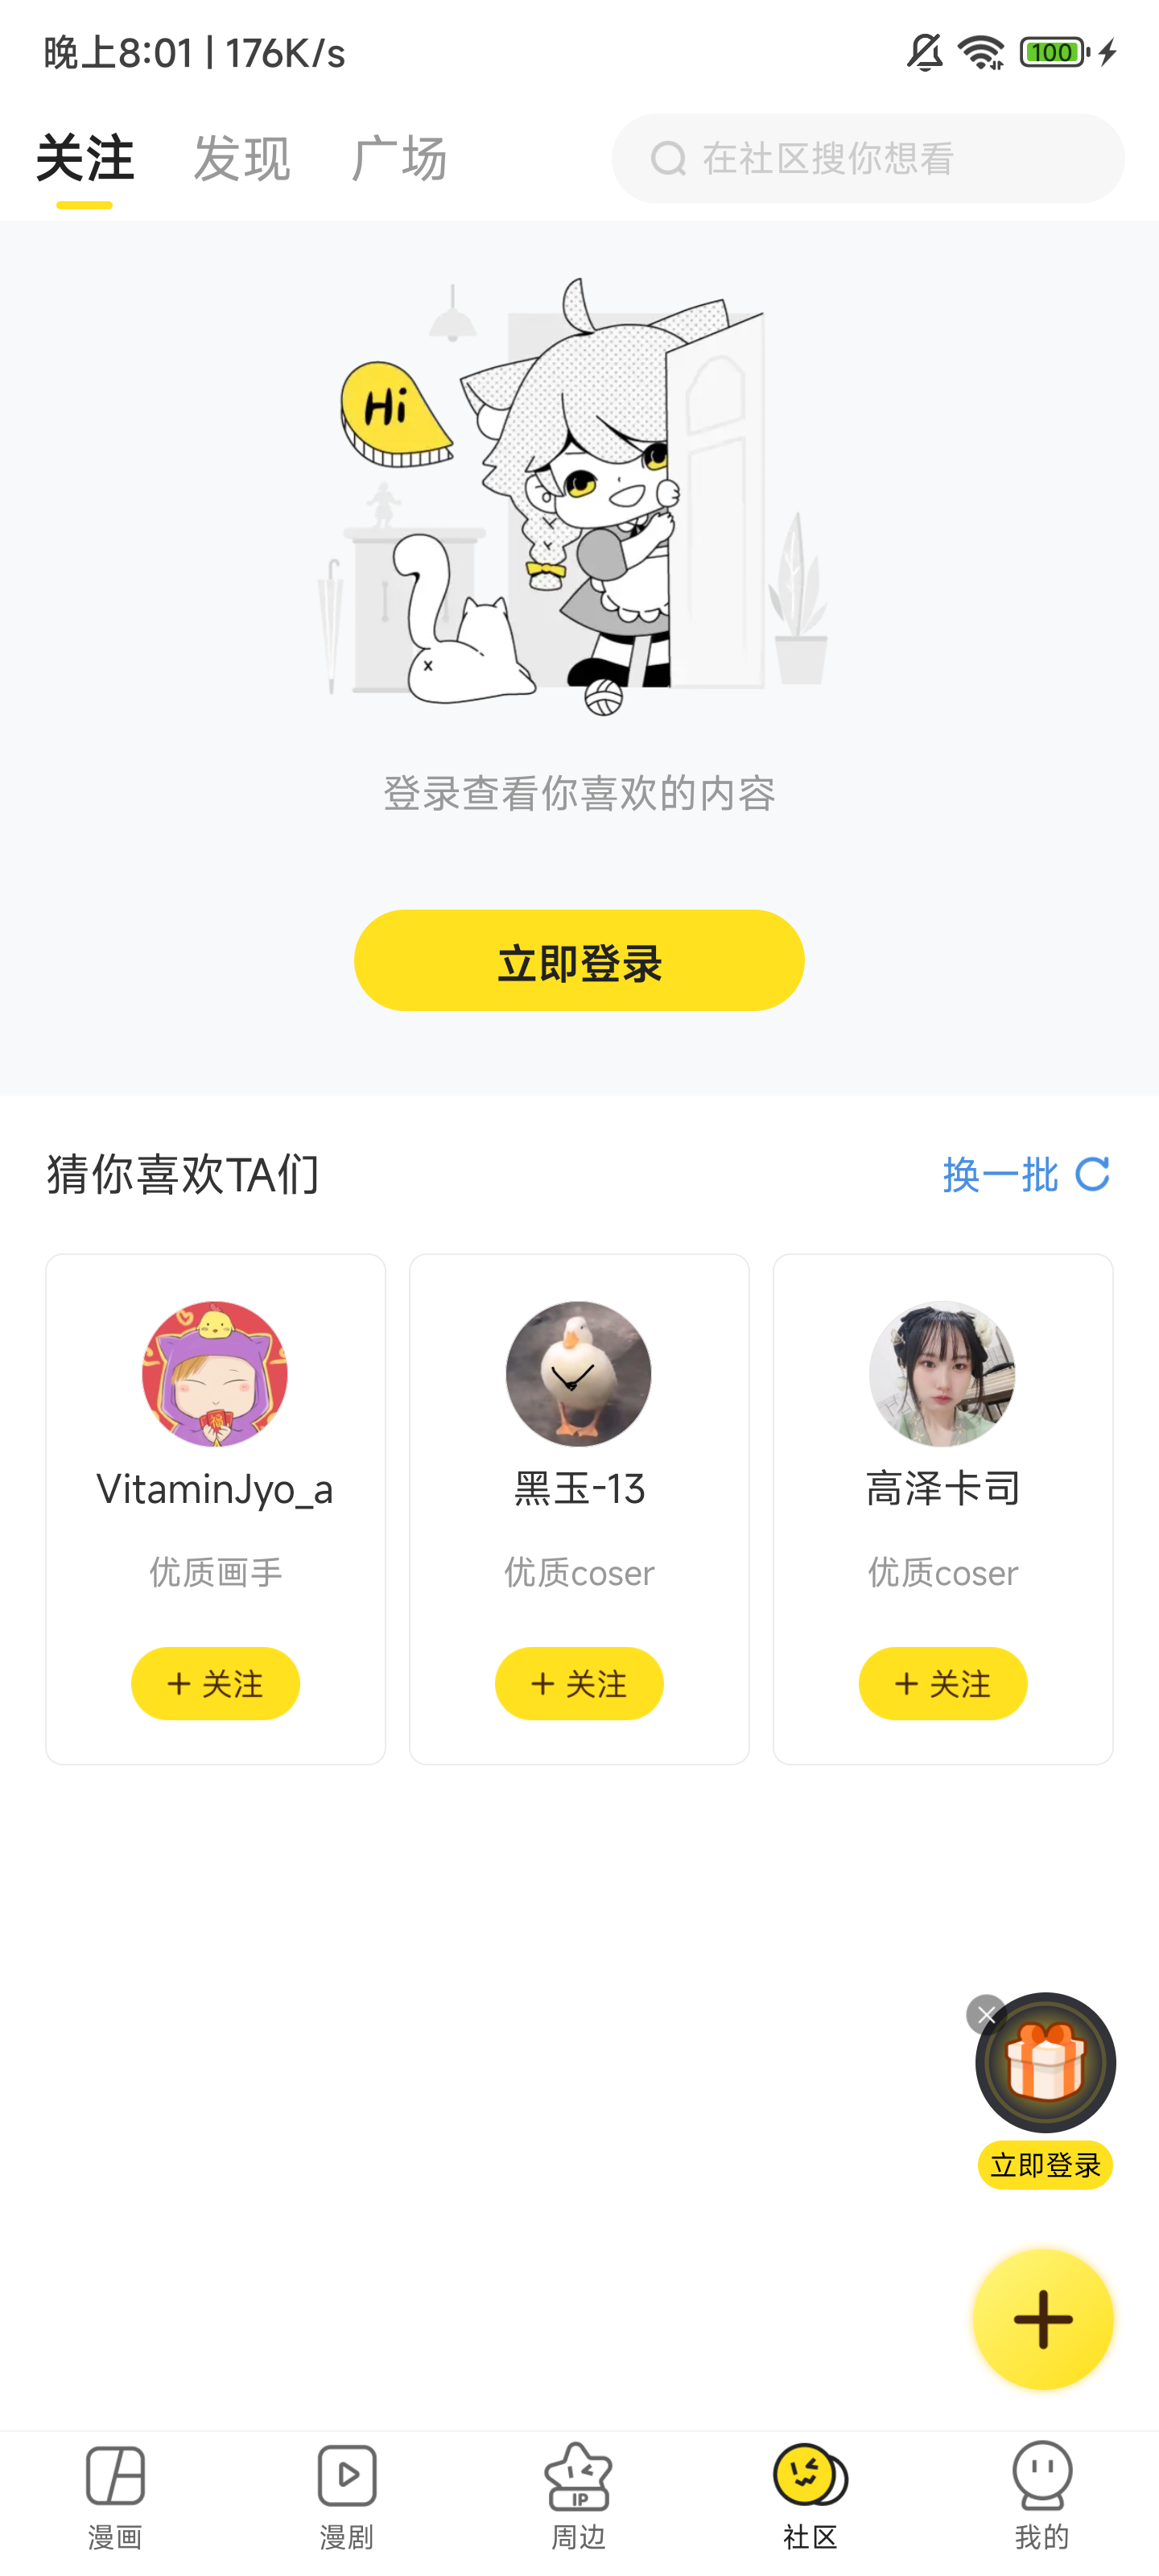 晚上8:01 | 176K/s
100
关注 发现 广场
在社区搜你想看
Hi
登录查看你喜欢的内容
立即登录
猜你喜欢TA们
换一批
VitaminJyo_a 黑玉-13 高泽卡司
优质画手 优质coser 优质coser
+ 关注 + 关注 + 关注
立即登录
IP
漫画 漫剧 周边 社区 我的